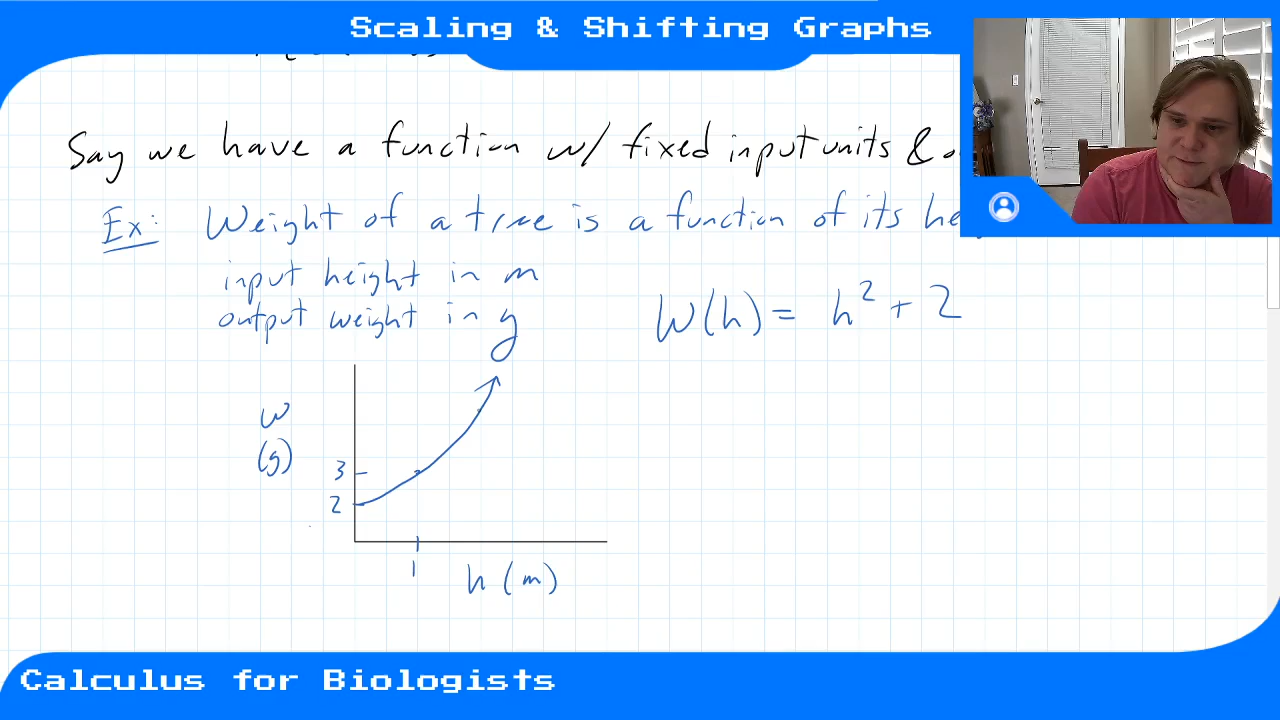 Scaling & Shifting Graphs
Say we have a function w/ fixed input units &
Ex: Weight of a tree is a function of its
input height in m
output weight in g
W(h) = h² + 2
W
(g)
3
2
1
h (m)
Calculus for Biologists